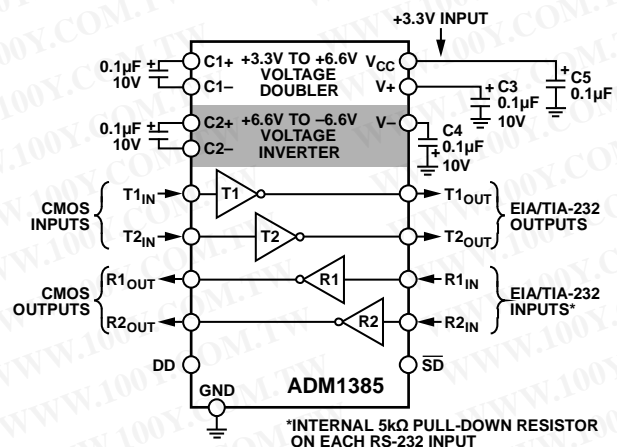 +3.3V INPUT
0.1µF
10V
C1+
C1–
+3.3V TO +6.6V
VOLTAGE
DOUBLER
VCC
V+
C3
0.1µF
10V
C5
0.1µF
0.1µF
10V
C2+
C2–
+6.6V TO –6.6V
VOLTAGE
INVERTER
V–
C4
0.1µF
10V
CMOS
INPUTS
T1IN
T2IN
T1
T2
T1OUT
T2OUT
EIA/TIA-232
OUTPUTS
CMOS
OUTPUTS
R1OUT
R2OUT
R1
R2
R1IN
R2IN
EIA/TIA-232
INPUTS*
DD
GND
ADM1385
SD
*INTERNAL 5kΩ PULL-DOWN RESISTOR
ON EACH RS-232 INPUT
WWW.100Y.COM.TW